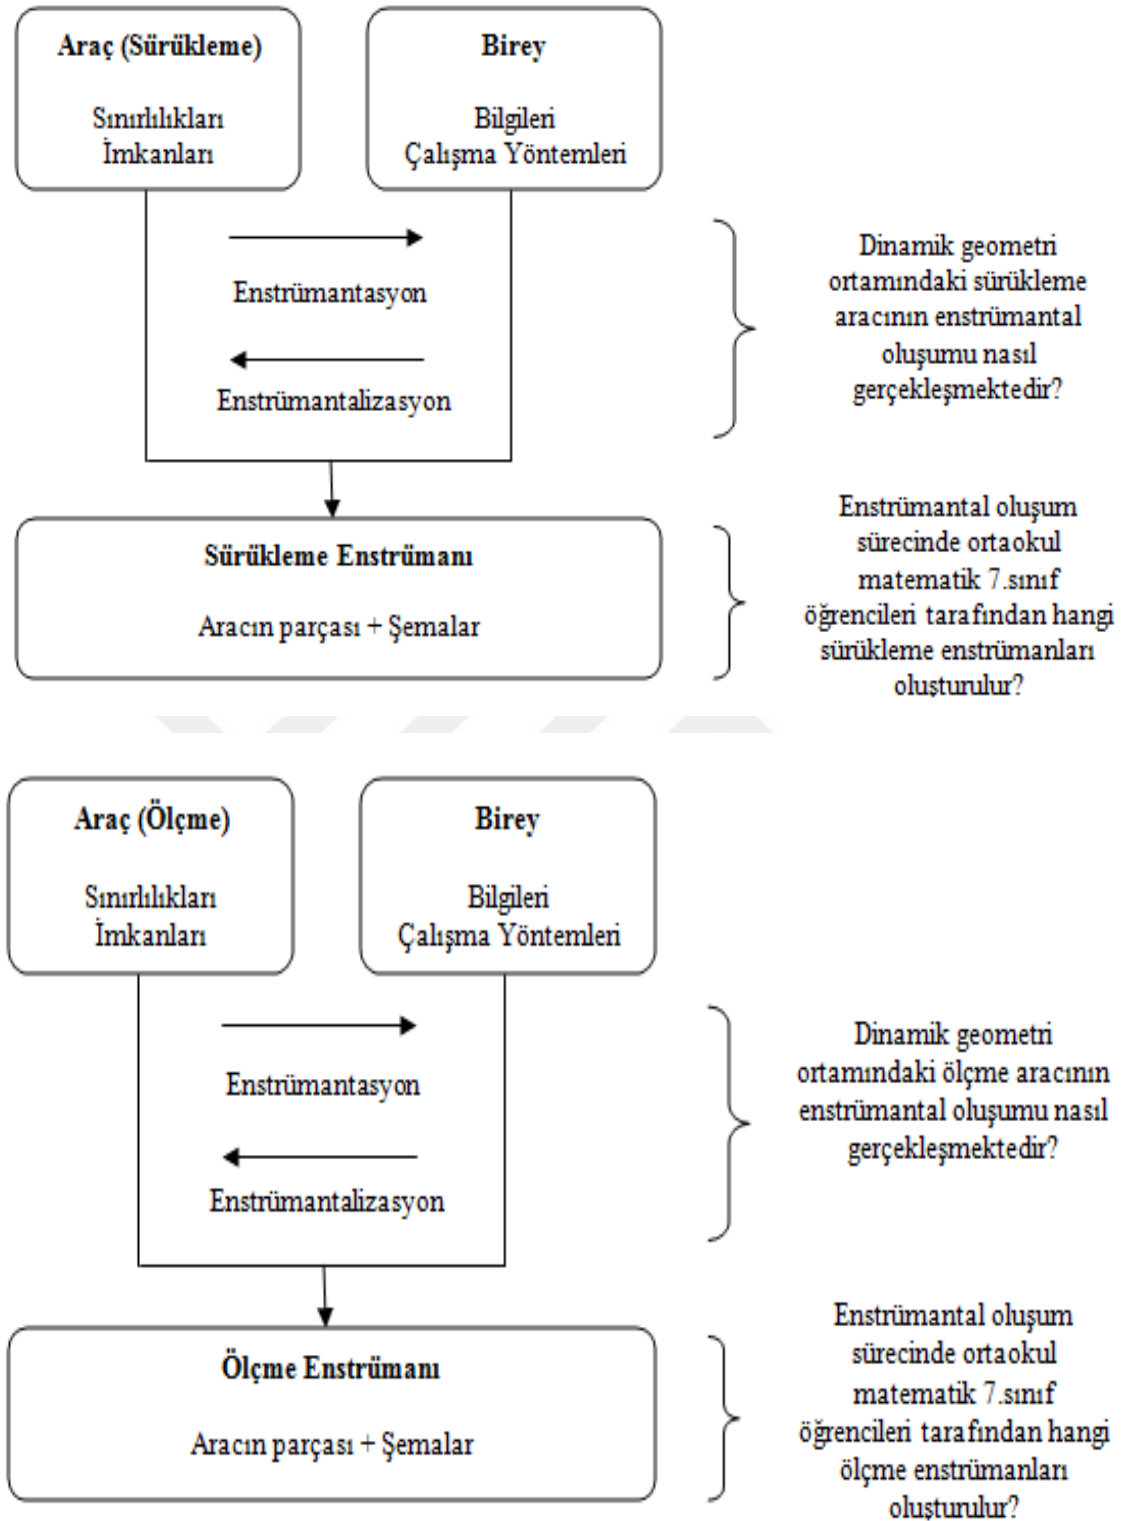 Araç (Sürükleme)
Sınırlılıkları
İmkanları
Birey
Bilgileri
Çalışma Yöntemleri
Enstrümantasyon
Enstrümantalizasyon
Dinamik geometri
ortamındaki sürükleme
aracının enstrümantal
oluşumu nasıl
gerçekleşmektedir?
Sürükleme Enstrümanı
Aracın parçası + Şemalar
Enstrümantal oluşum
sürecinde ortaokul
matematik 7.sınıf
öğrencileri tarafından hangi
sürükleme enstrümanları
oluşturulur?
Araç (Ölçme)
Sınırlılıkları
İmkanları
Birey
Bilgileri
Çalışma Yöntemleri
Enstrümantasyon
Enstrümantalizasyon
Dinamik geometri
ortamındaki ölçme aracının
enstrümantal oluşumu nasıl
gerçekleşmektedir?
Ölçme Enstrümanı
Aracın parçası + Şemalar
Enstrümantal oluşum
sürecinde ortaokul
matematik 7.sınıf
öğrencileri tarafından hangi
ölçme enstrümanları
oluşturulur?